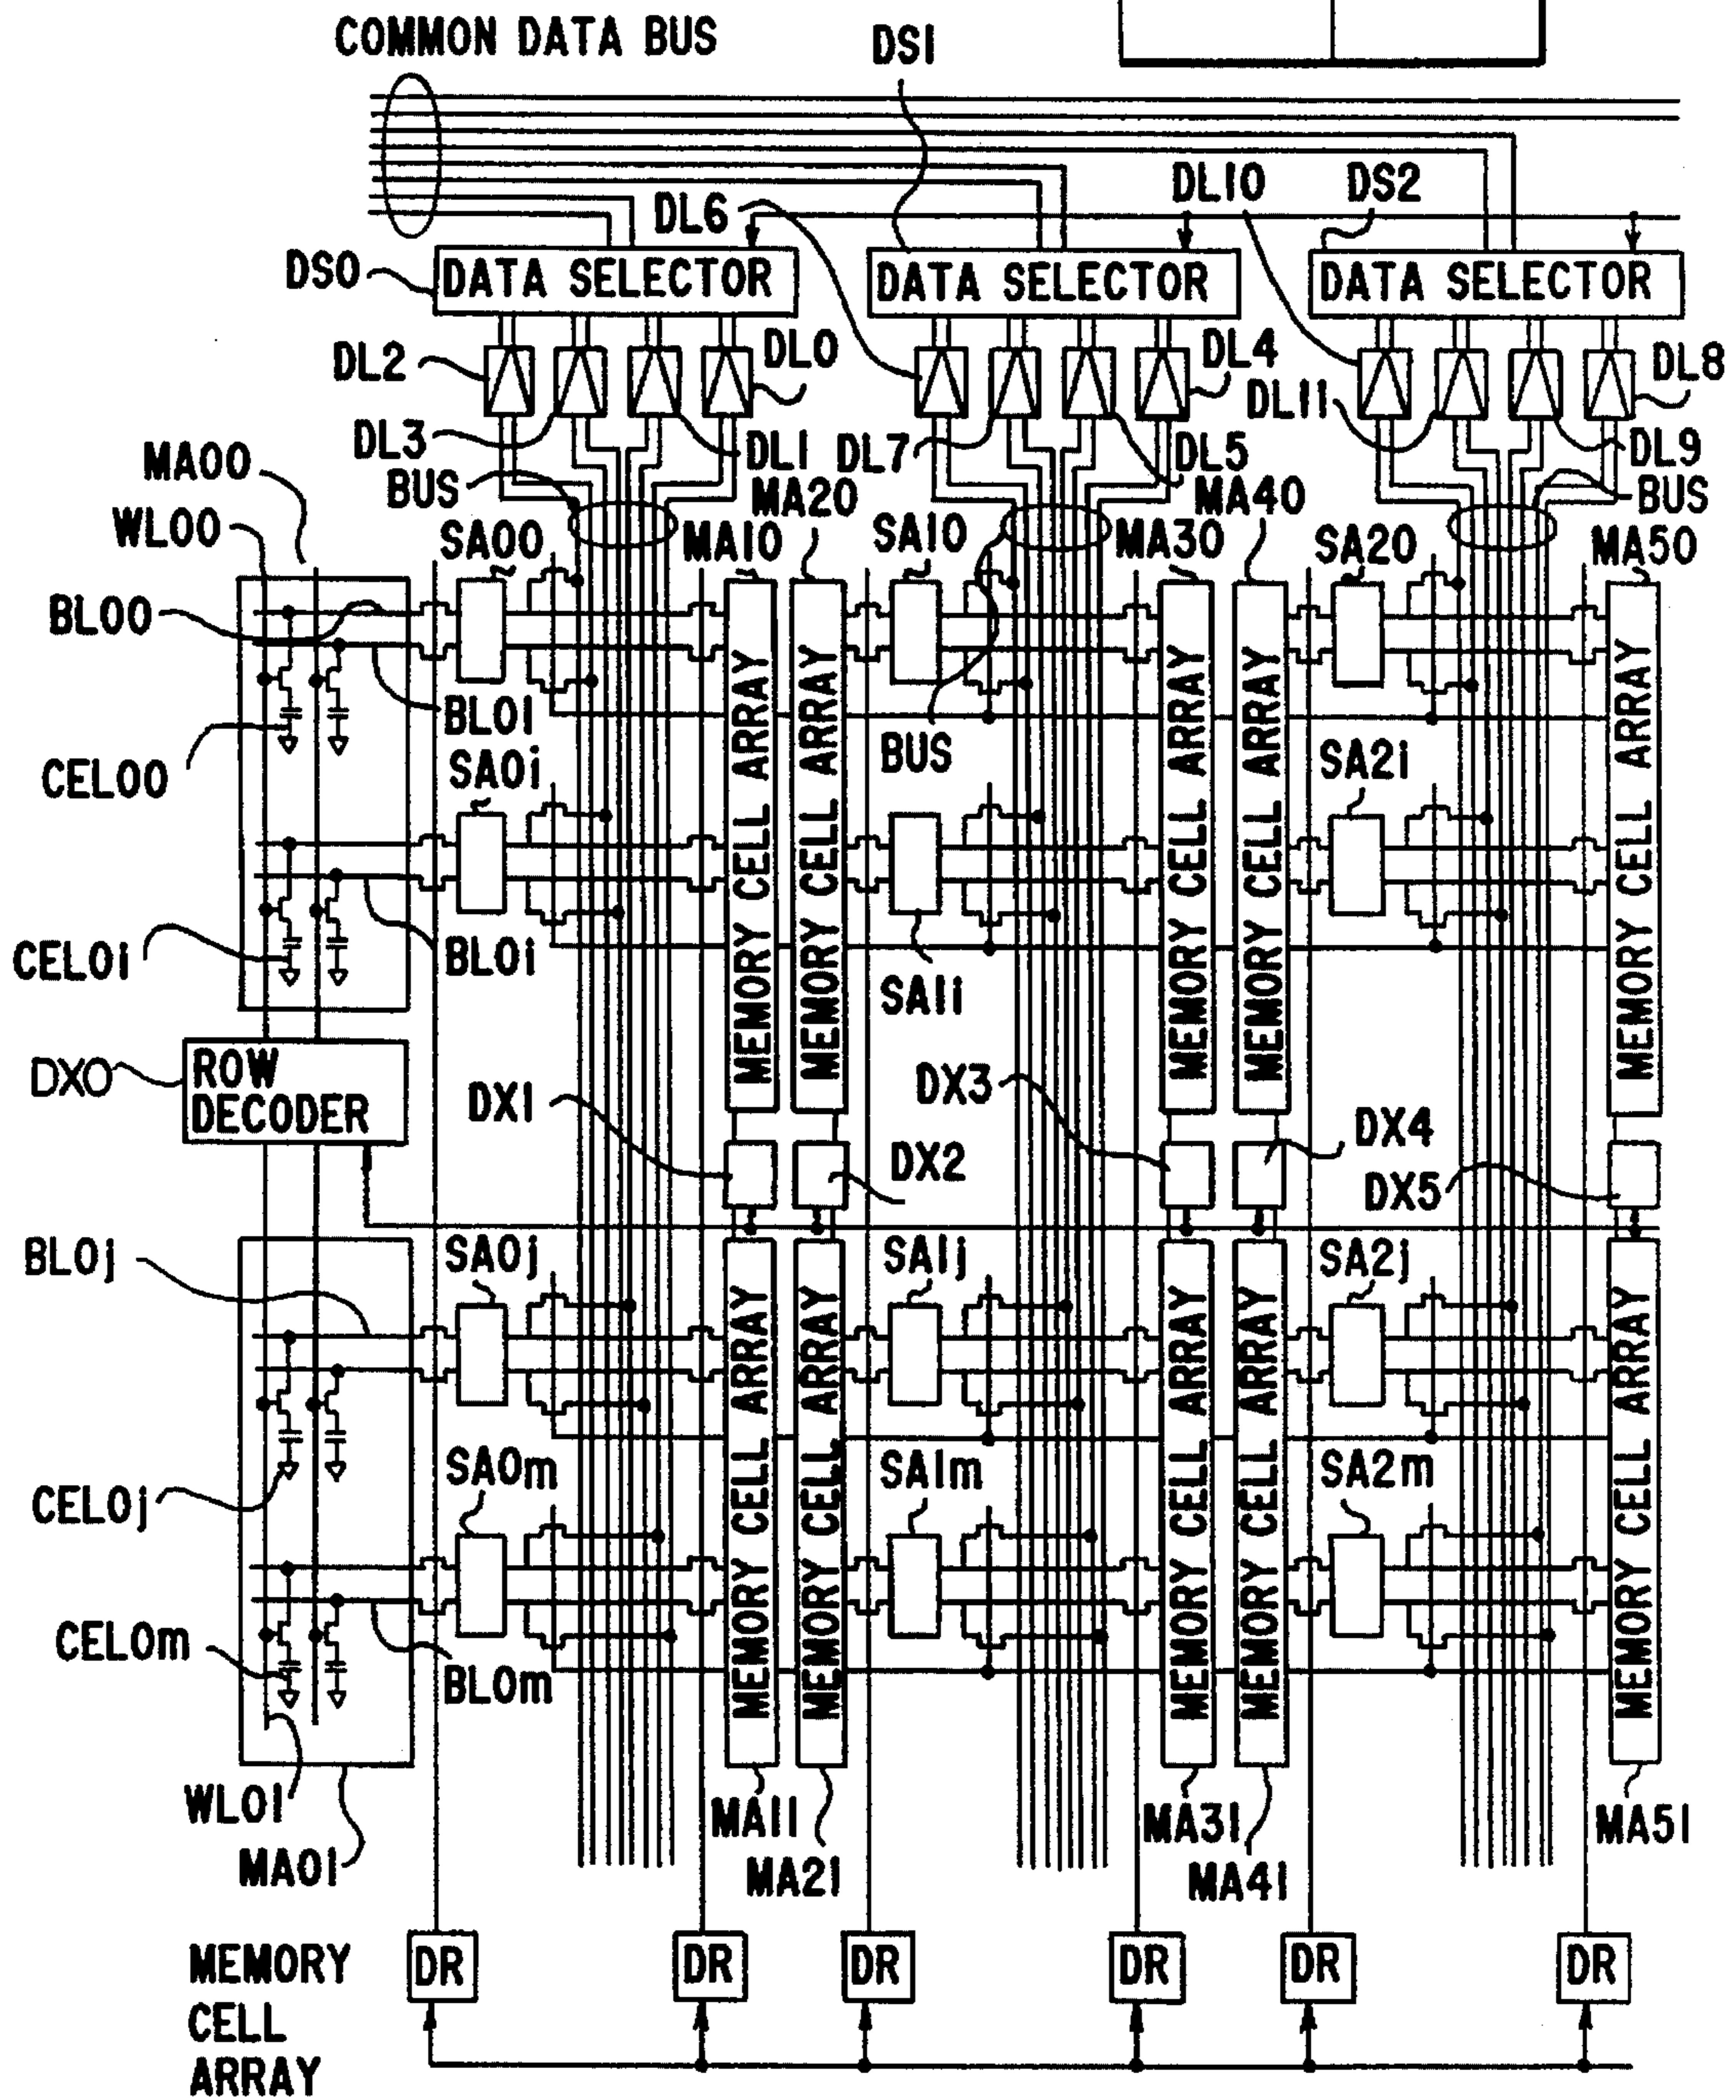 COMMON DATA BUS
DS1
DL6
DL10
DS2
DS0
DATA SELECTOR
DATA SELECTOR
DATA SELECTOR
DL2
DL0
DL4
DL8
DL3
DL1
DL7
DL5
DL11
DL9
MA00
BUS
MA20
MA40
BUS
WL00
SA00
MA10
SA10
MA30
SA20
MA50
BL00
BL01
BUS
CEL00
SA0i
SA2i
CEL0i
BL0i
SA1i
MEMORY CELL ARRAY
MEMORY CELL ARRAY
MEMORY CELL ARRAY
MEMORY CELL ARRAY
MEMORY CELL ARRAY
DX0
ROW
DECODER
DX1
DX2
DX3
DX4
DX5
BL0j
SA0j
SA1j
SA2j
CEL0j
SA0m
SA1m
SA2m
CEL0m
BL0m
MEMORY CELL ARRAY
MEMORY CELL ARRAY
MEMORY CELL ARRAY
MEMORY CELL ARRAY
MEMORY CELL ARRAY
WL01
MA01
MA11
MA21
MA31
MA41
MA51
MEMORY
CELL
ARRAY
DR
DR
DR
DR
DR
DR